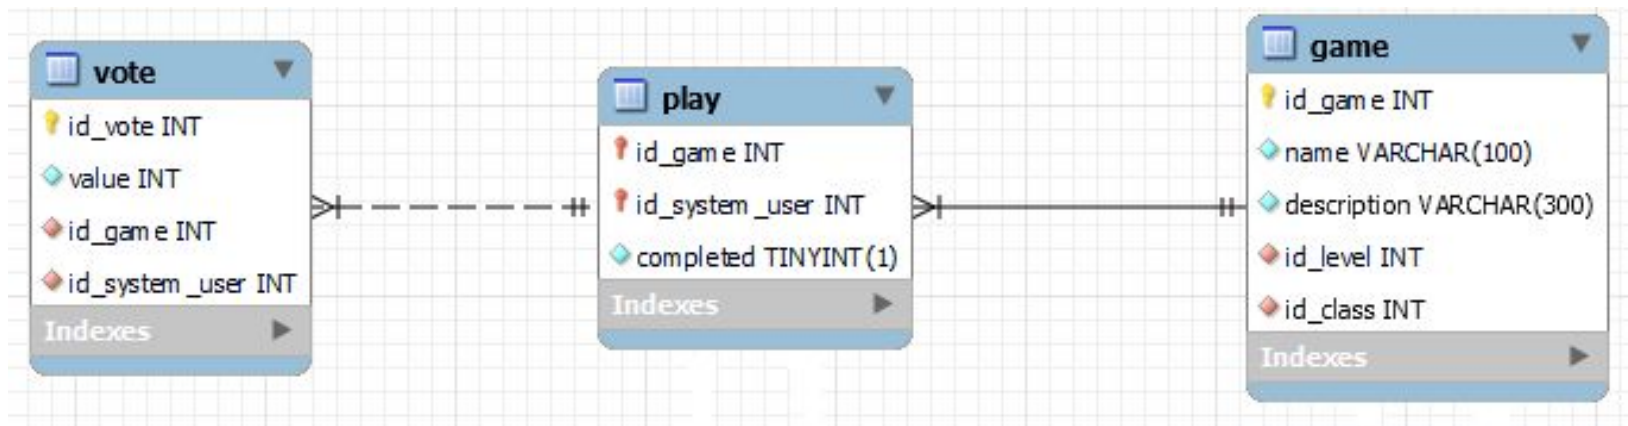 vote
id_vote INT
value INT
id_game INT
id_system_user INT
Indexes
play
id_game INT
id_system_user INT
completed TINYINT(1)
Indexes
game
id_game INT
name VARCHAR(100)
description VARCHAR(300)
id_level INT
id_class INT
Indexes